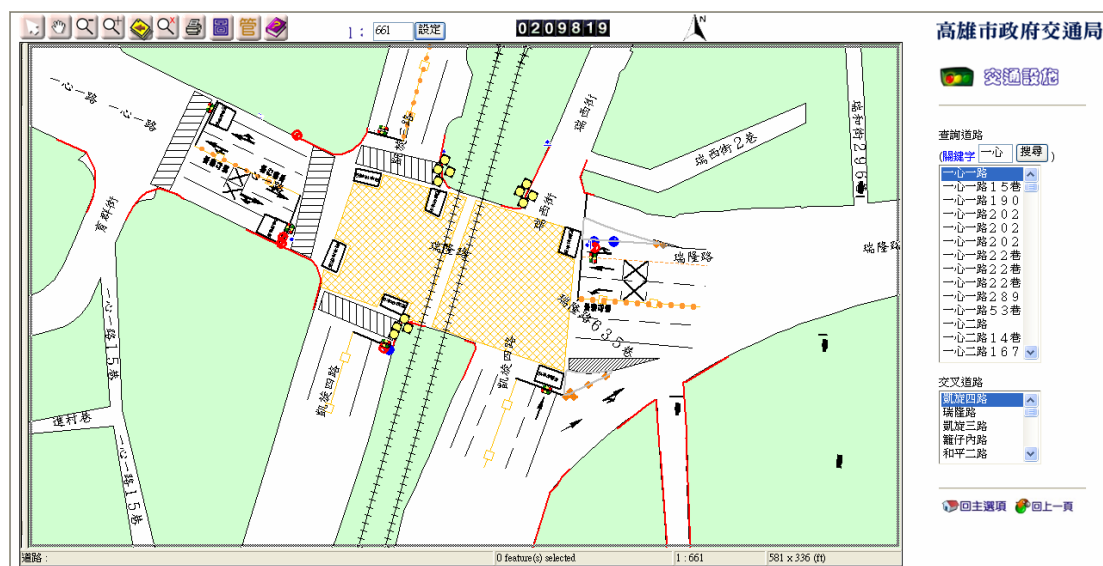 圖
管
1 : 661 設定
0209819
N
高雄市政府交通局
交通設施
查詢道路
(關鍵字 一心 搜尋 )
一心一路
一心一路15巷
一心一路190
一心一路202
一心一路202
一心一路202
一心一路22巷
一心一路22巷
一心一路22巷
一心一路289
一心一路53巷
一心二路
一心二路14巷
一心二路167
交叉道路
凱旋四路
瑞隆路
凱旋三路
籬仔內路
和平二路
回主選項 回上一頁
一心一路
一心一路
凱旋三路
瑞西街
瑞西街2巷
瑞和街296巷
育群街
瑞西街
瑞隆路
瑞隆路
瑞隆路
瑞隆路635巷
凱旋四路
凱旋四路
一心一路15巷
進村巷
一心一路15巷
道路 :
0 feature(s) selected
1 : 661
581 x 336 (ft)